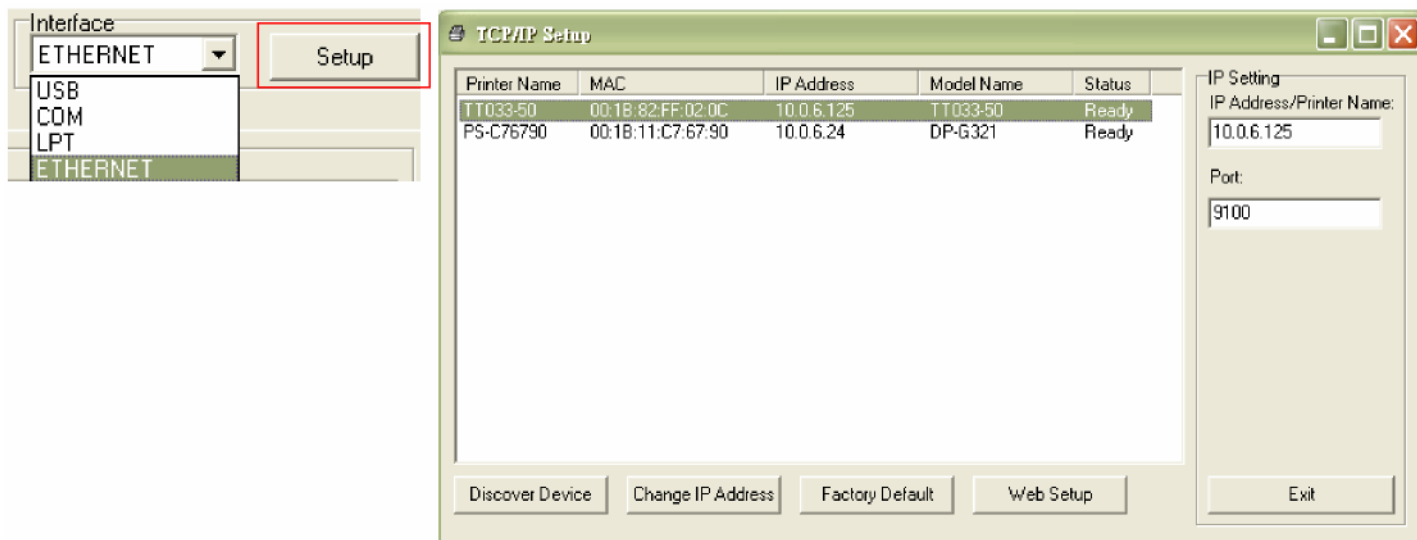 Interface
ETHERNET
Setup
USB
COM
LPT
ETHERNET
TCP/IP Setup
Printer Name MAC IP Address Model Name Status
TT033-50 00:1B:82:FF:02:0C 10.0.6.125 TT033-50 Ready
PS-C76790 00:1B:11:C7:67:90 10.0.6.24 DP-G321 Ready
IP Setting
IP Address/Printer Name:
10.0.6.125
Port:
9100
Discover Device Change IP Address Factory Default Web Setup Exit